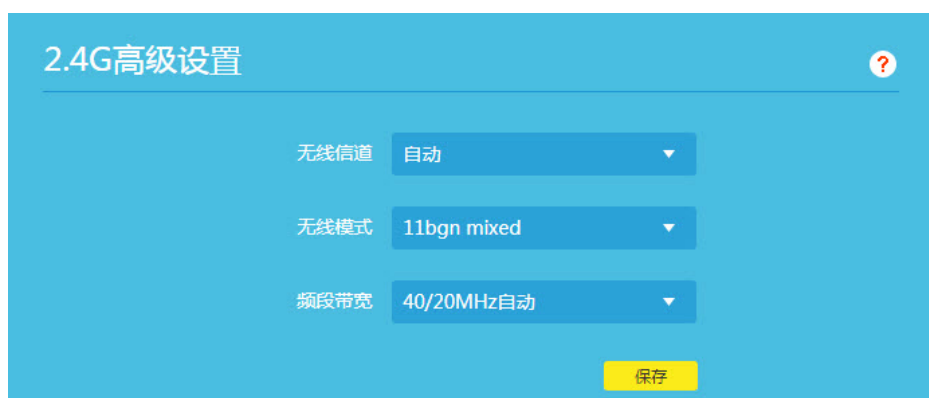 2.4G高级设置
?
无线信道 自动
无线模式 11bgn mixed
频段带宽 40/20MHz自动
保存